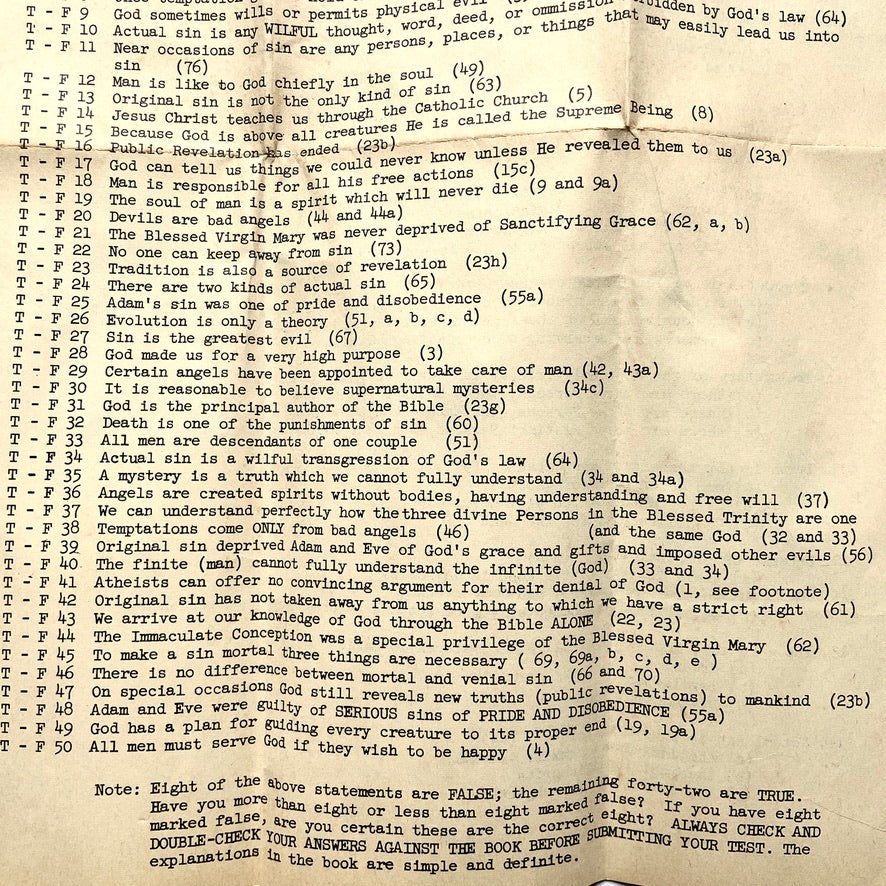 T - F 9 God sometimes wills or permits physical evil
T - F 10 Actual sin is any WILFUL thought, word, deed, or ommission forbidden by God's law (64)
T - F 11 Near occasions of sin are any persons, places, or things that may easily lead us into
sin (76)
T - F 12 Man is like to God chiefly in the soul (49)
T - F 13 Original sin is not the only kind of sin (63)
T - F 14 Jesus Christ teaches us through the Catholic Church (5)
T - F 15 Because God is above all creatures He is called the Supreme Being (8)
T - F 16 Public Revelation has ended (23b)
T - F 17 God can tell us things we could never know unless He revealed them to us (23a)
T - F 18 Man is responsible for all his free actions (15c)
T - F 19 The soul of man is a spirit which will never die (9 and 9a)
T - F 20 Devils are bad angels (44 and 44a)
T - F 21 The Blessed Virgin Mary was never deprived of Sanctifying Grace (62, a, b)
T - F 22 No one can keep away from sin (73)
T - F 23 Tradition is also a source of revelation (23h)
T - F 24 There are two kinds of actual sin (65)
T - F 25 Adam's sin was one of pride and disobedience (55a)
T - F 26 Evolution is only a theory (51, a, b, c, d)
T - F 27 Sin is the greatest evil (67)
T - F 28 God made us for a very high purpose (3)
T - F 29 Certain angels have been appointed to take care of man (42, 43a)
T - F 30 It is reasonable to believe supernatural mysteries (34c)
T - F 31 God is the principal author of the Bible (23g)
T - F 32 Death is one of the punishments of sin (60)
T - F 33 All men are descendants of one couple (51)
T - F 34 Actual sin is a wilful transgression of God's law (64)
T - F 35 A mystery is a truth which we cannot fully understand (34 and 34a)
T - F 36 Angels are created spirits without bodies, having understanding and free will (37)
T - F 37 We can understand perfectly how the three divine Persons in the Blessed Trinity are one
T - F 38 Temptations come ONLY from bad angels (46) (and the same God (32 and 33)
T - F 39 Original sin deprived Adam and Eve of God's grace and gifts and imposed other evils (56)
T - F 40 The finite (man) cannot fully understand the infinite (God) (33 and 34)
T - F 41 Atheists can offer no convincing argument for their denial of God (1, see footnote)
T - F 42 Original sin has not taken away from us anything to which we have a strict right (61)
T - F 43 We arrive at our knowledge of God through the Bible ALONE (22, 23)
T - F 44 The Immaculate Conception was a special privilege of the Blessed Virgin Mary (62)
T - F 45 To make a sin mortal three things are necessary ( 69, 69a, b, c, d, e )
T - F 46 There is no difference between mortal and venial sin (66 and 70)
T - F 47 On special occasions God still reveals new truths (public revelations) to mankind (23b)
T - F 48 Adam and Eve were guilty of SERIOUS sins of PRIDE AND DISOBEDIENCE (55a)
T - F 49 God has a plan for guiding every creature to its proper end (19, 19a)
T - F 50 All men must serve God if they wish to be happy (4)
Note: Eight of the above statements are FALSE; the remaining forty-two are TRUE.
Have you more than eight or less than eight marked false? If you have eight
marked false, are you certain these are the correct eight? ALWAYS CHECK AND
DOUBLE-CHECK YOUR ANSWERS AGAINST THE BOOK BEFORE SUBMITTING YOUR TEST. The
explanations in the book are simple and definite.